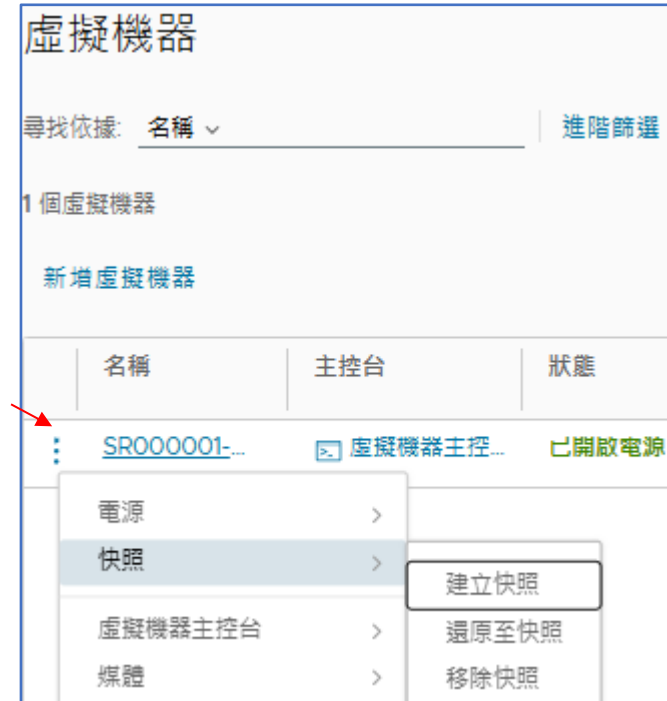 虛擬機器
尋找依據: 名稱 進階篩選
1 個虛擬機器
新增虛擬機器
名稱 主控台 狀態
SR000001-... 虛擬機器主控... 已開啟電源
電源
快照
建立快照
虛擬機器主控台
還原至快照
媒體
移除快照